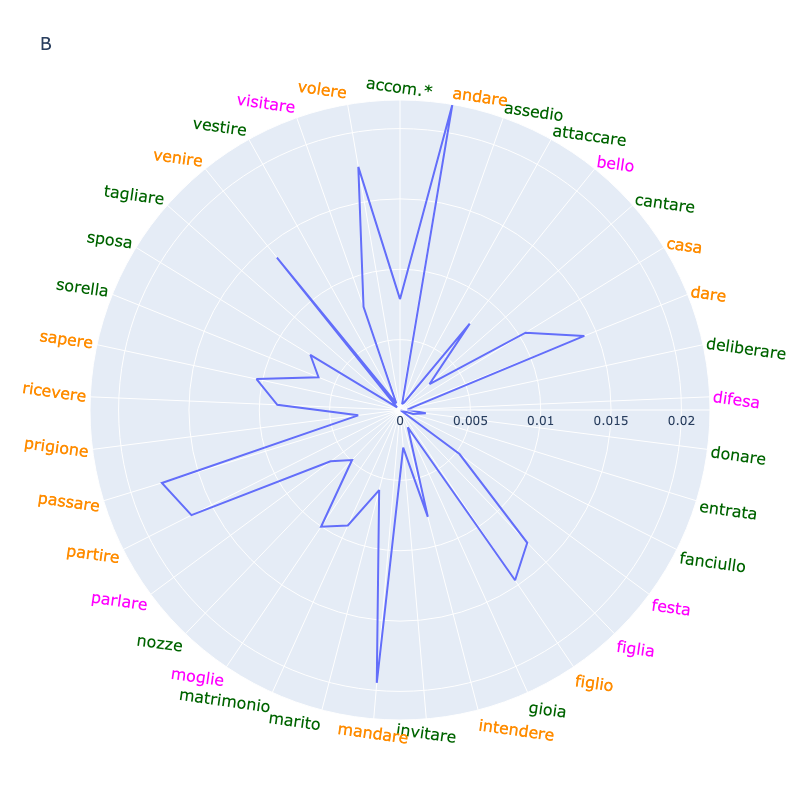 B
accom.*
andare
assedio
attaccare
bello
cantare
casa
dare
deliberare
difesa
donare
entrata
fanciullo
festa
figlia
figlio
gioia
intendere
invitare
mandare
marito
matrimonio
moglie
nozze
parlare
partire
passare
prigione
ricevere
sapere
sorella
sposa
tagliare
venire
vestire
visitare
volere
0 0.005 0.01 0.015 0.02